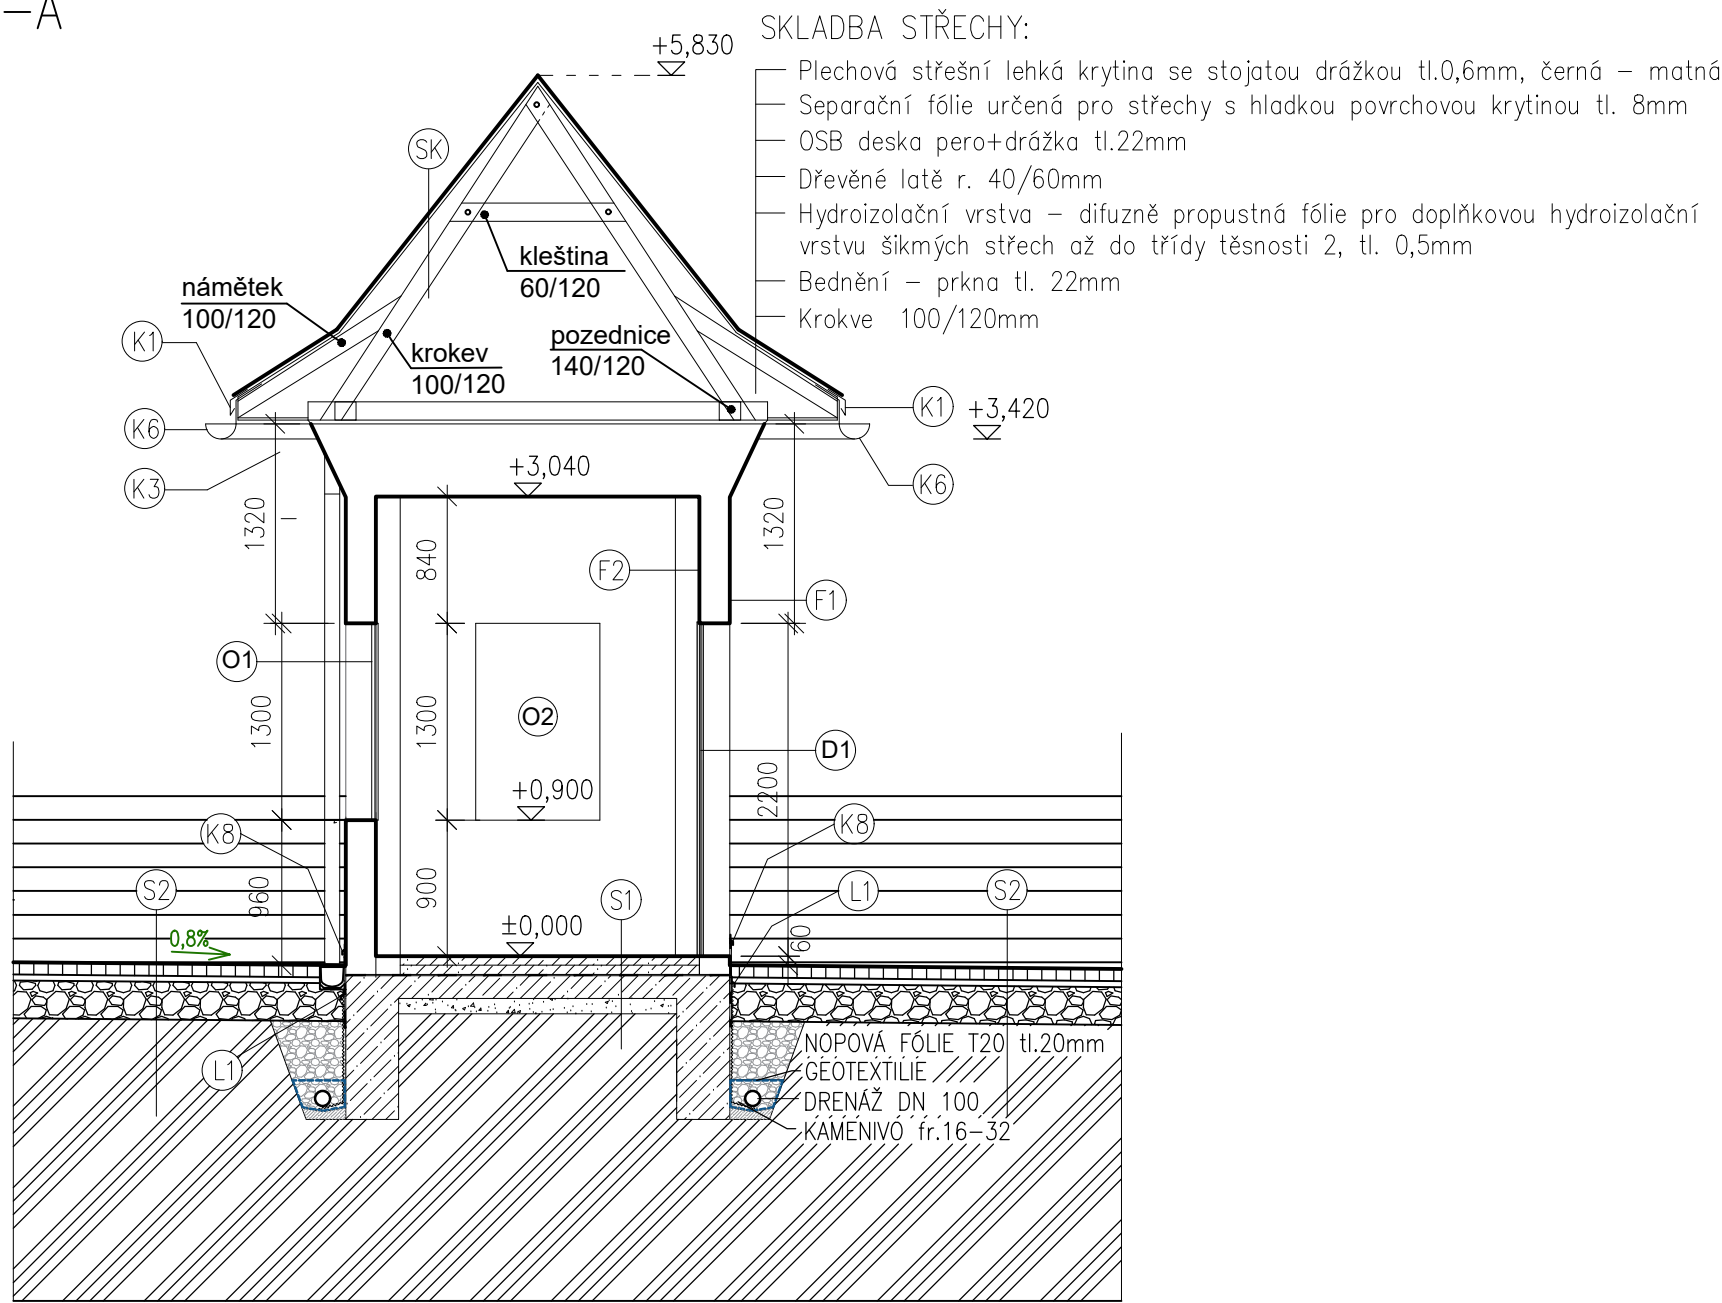 –A
SKLADBA STŘECHY:
+5,830
Plechová střešní lehká krytina se stojatou drážkou tl.0,6mm, černá – matná
Separační fólie určená pro střechy s hladkou povrchovou krytinou tl. 8mm
OSB deska pero+drážka tl.22mm
Dřevěné latě r. 40/60mm
Hydroizolační vrstva – difuzně propustná fólie pro doplňkovou hydroizolační
vrstvu šikmých střech až do třídy těsnosti 2, tl. 0,5mm
Bednění – prkna tl. 22mm
Krokve 100/120mm
SK
kleština
60/120
námětek
100/120
krokev
100/120
pozednice
140/120
K1
K1
+3,420
K6
K6
K3
+3,040
1320
1320
840
F2
F1
O1
1300
1300
O2
D1
+0,900
2200
K8
K8
960
900
S2
S1
L1
S2
±0,000
60
0,8%
L1
NOPOVÁ FÓLIE T20 tl.20mm
GEOTEXTILIE
DRENÁŽ DN 100
KAMENIVO fr.16–32